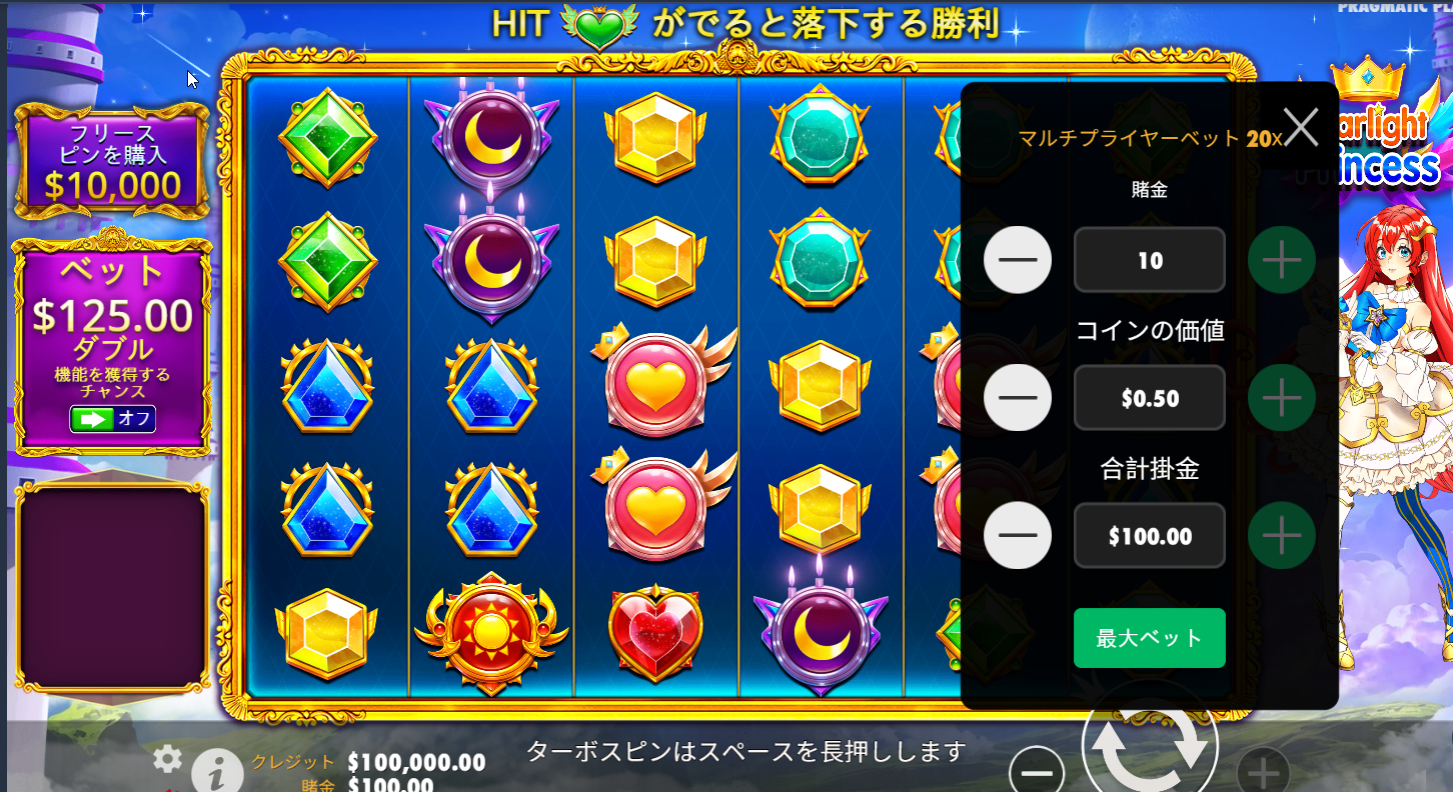 PRAGMATIC PLA
HIT がでると落下する勝利
フリース
ピンを購入
$10,000
ベット
$125.00
ダブル
機能を獲得する
チャンス
オフ
マルチプライヤーベット 20x
賭金
10
コインの価値
$0.50
合計掛金
$100.00
最大ベット
arlight
incess
クレジット $100,000.00
賭金 $100.00
ターボスピンはスペースを長押しします